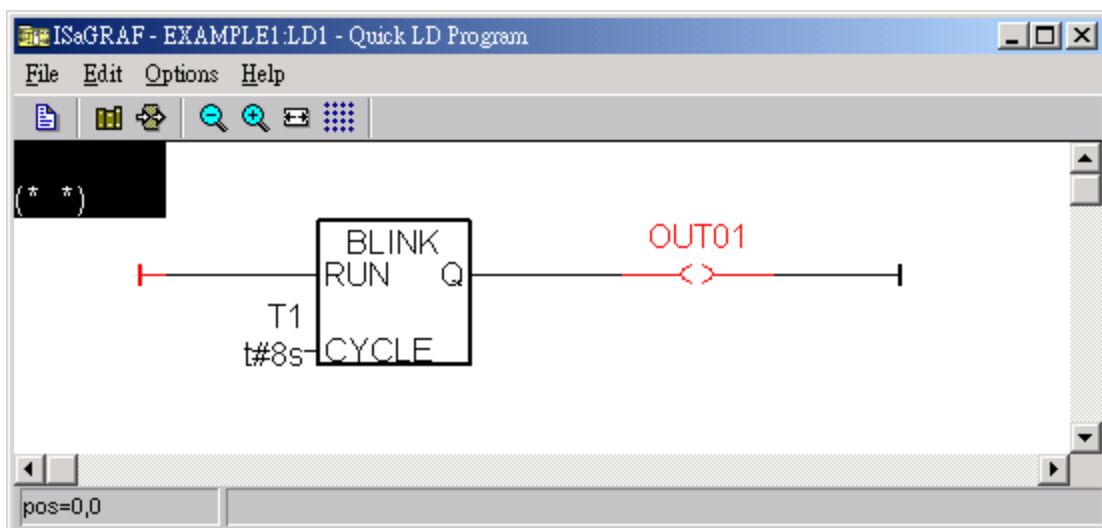 ISaGRAF - EXAMPLE1:LD1 - Quick LD Program
File Edit Options Help
(* *)
BLINK
OUT01
RUN Q
T1
t#8s CYCLE
pos=0,0